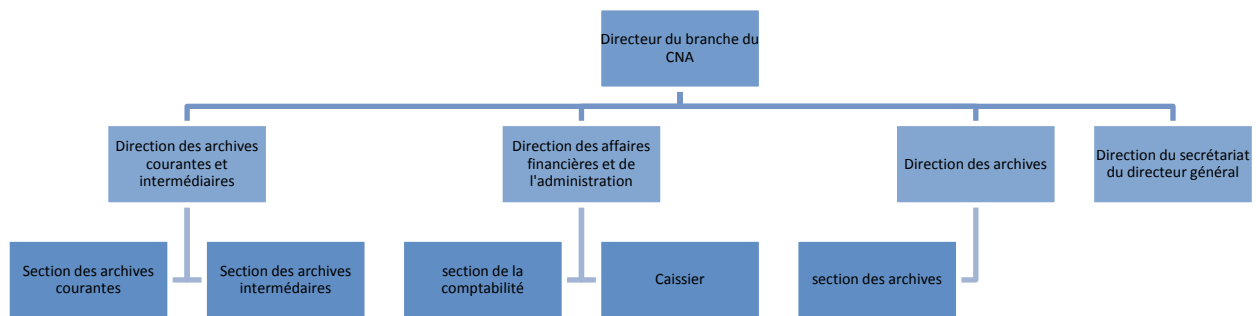 Directeur du branche du
CNA
Direction des archives
courantes et
intermédiaires
Direction des affaires
financières et de
l'administration
Direction des archives
Direction du secrétariat
du directeur général
Section des archives
courantes
Section des archives
intermédaires
section de la
comptabilité
Caissier
section des archives